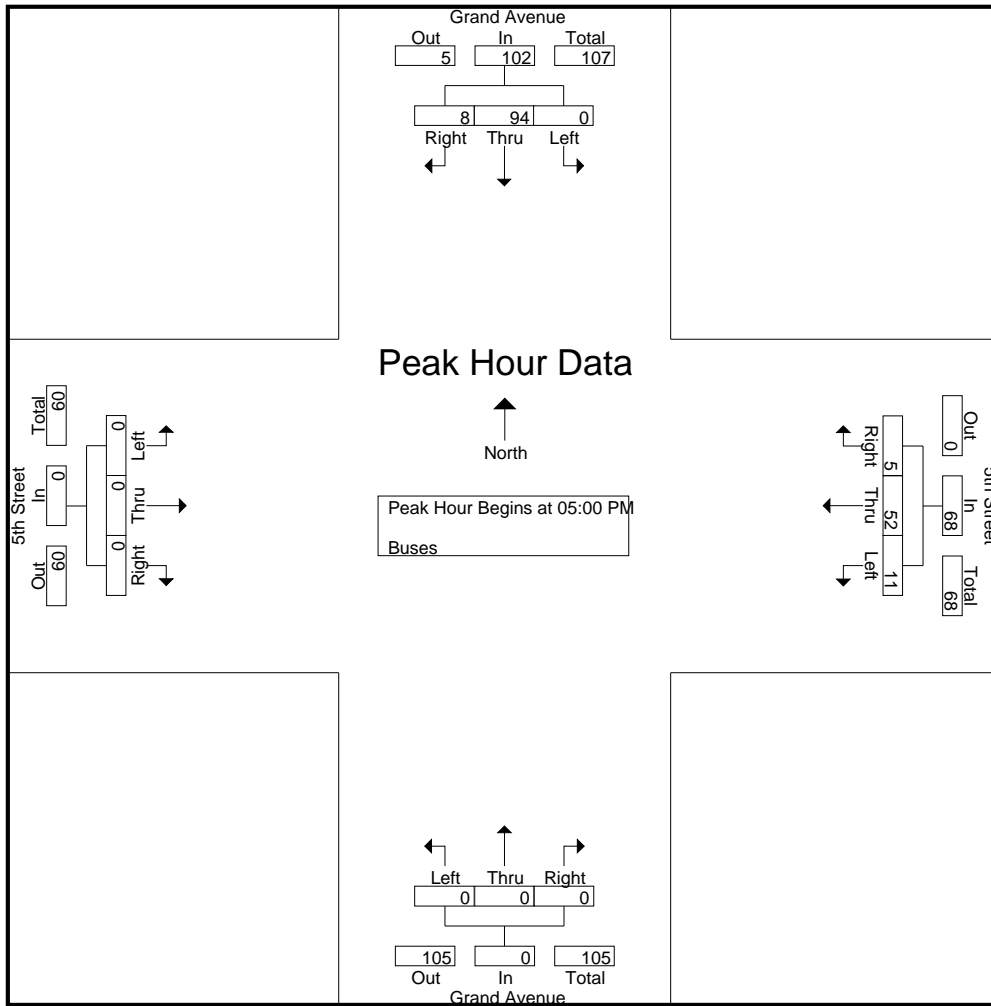 Grand Avenue
Out In Total
5 102 107
8 94 0
Right Thru Left
Peak Hour Data
North
Peak Hour Begins at 05:00 PM
Buses
5th Street
Total In Out
60 0 60
0 0 0
Left Thru Right
Right Thru Left
5 52 11
0 68 68
Out In Total
5th Street
Left Thru Right
0 0 0
105 0 105
Out In Total
Grand Avenue